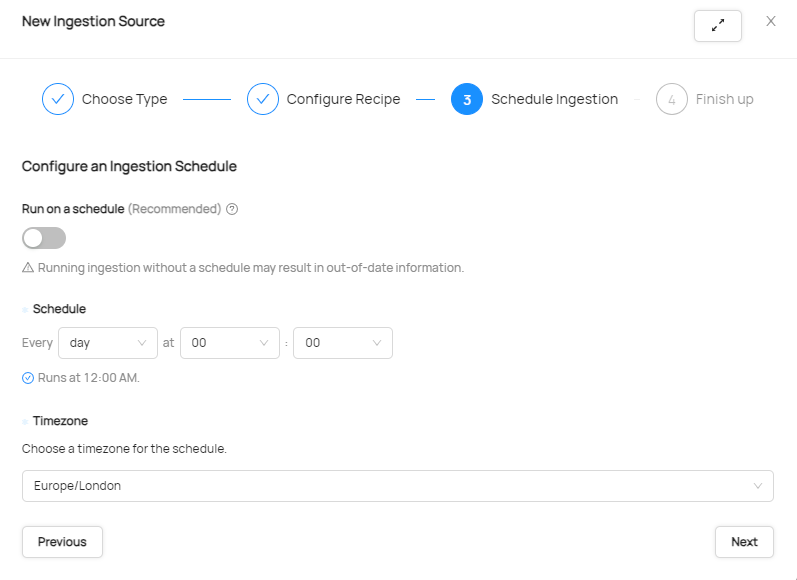 New Ingestion Source
Choose Type
Configure Recipe
3
Schedule Ingestion
4
Finish up
Configure an Ingestion Schedule
Run on a schedule (Recommended)
Running ingestion without a schedule may result in out-of-date information.
Schedule
Every day at 00 : 00
Runs at 12:00 AM.
Timezone
Choose a timezone for the schedule.
Europe/London
Previous
Next